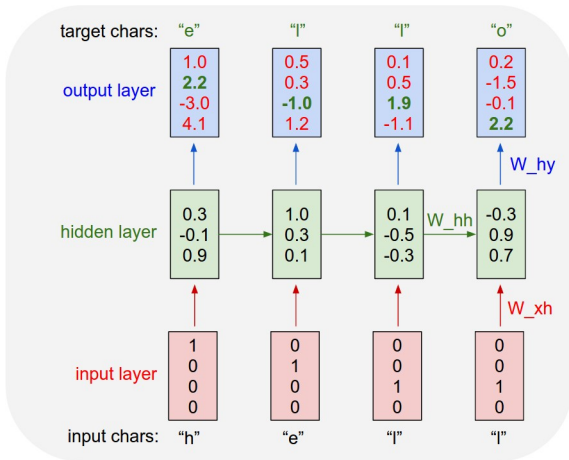 target chars: “e” “l” “l” “o”
1.0 0.5 0.1 0.2
2.2 0.3 0.5 -1.5
output layer -3.0 -1.0 1.9 -0.1
4.1 1.2 -1.1 2.2
W_hy
0.3 1.0 0.1 W_hh -0.3
hidden layer -0.1 0.3 -0.5 0.9
0.9 0.1 -0.3 0.7
W_xh
1 0 0 0
0 1 0 0
input layer 0 0 1 1
0 0 0 0
input chars: “h” “e” “l” “l”